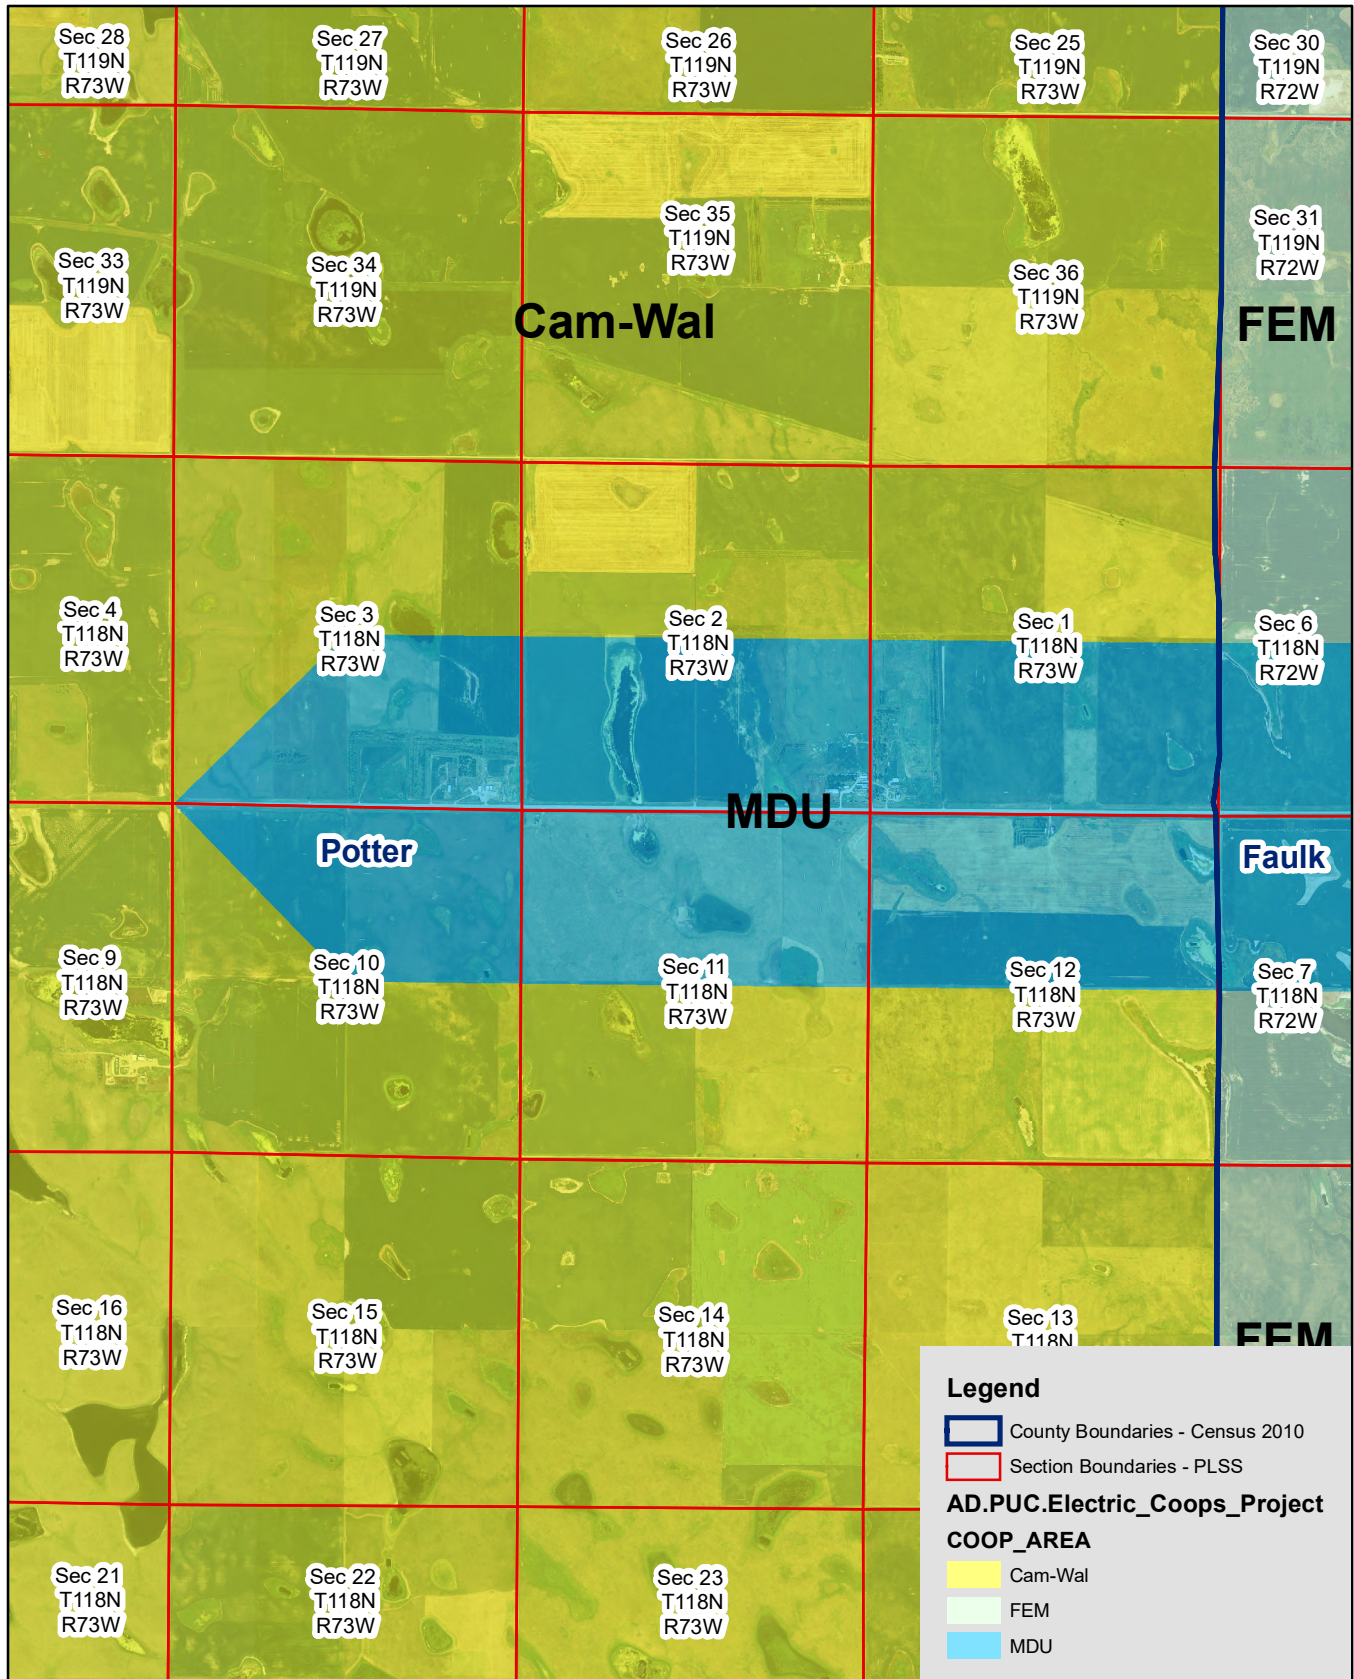 Sec 28
T119N
R73W
Sec 27
T119N
R73W
Sec 26
T119N
R73W
Sec 25
T119N
R73W
Sec 30
T119N
R72W
Sec 33
T119N
R73W
Sec 34
T119N
R73W
Sec 35
T119N
R73W
Sec 36
T119N
R73W
Sec 31
T119N
R72W
Cam-Wal
FEM
Sec 4
T118N
R73W
Sec 3
T118N
R73W
Sec 2
T118N
R73W
Sec 1
T118N
R73W
Sec 6
T118N
R72W
MDU
Potter
Faulk
Sec 9
T118N
R73W
Sec 10
T118N
R73W
Sec 11
T118N
R73W
Sec 12
T118N
R73W
Sec 7
T118N
R72W
Sec 16
T118N
R73W
Sec 15
T118N
R73W
Sec 14
T118N
R73W
Sec 13
T118N
FEM
Sec 21
T118N
R73W
Sec 22
T118N
R73W
Sec 23
T118N
R73W
Legend
County Boundaries - Census 2010
Section Boundaries - PLSS
AD.PUC.Electric_Coops_Project
COOP_AREA
Cam-Wal
FEM
MDU